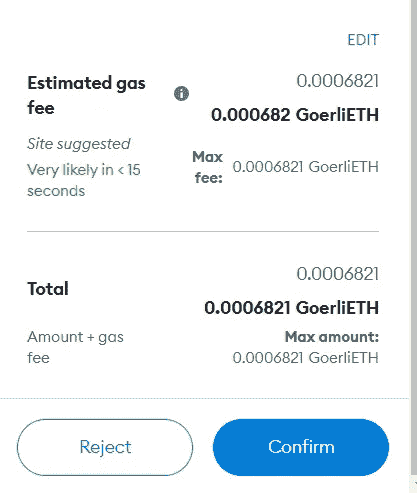 EDIT
Estimated gas
fee
0.0006821
0.000682 GoerliETH
Site suggested
Very likely in < 15
seconds
Max
fee:
0.0006821 GoerliETH
Total
0.0006821
0.0006821 GoerliETH
Amount + gas
fee
Max amount:
0.0006821 GoerliETH
Reject
Confirm